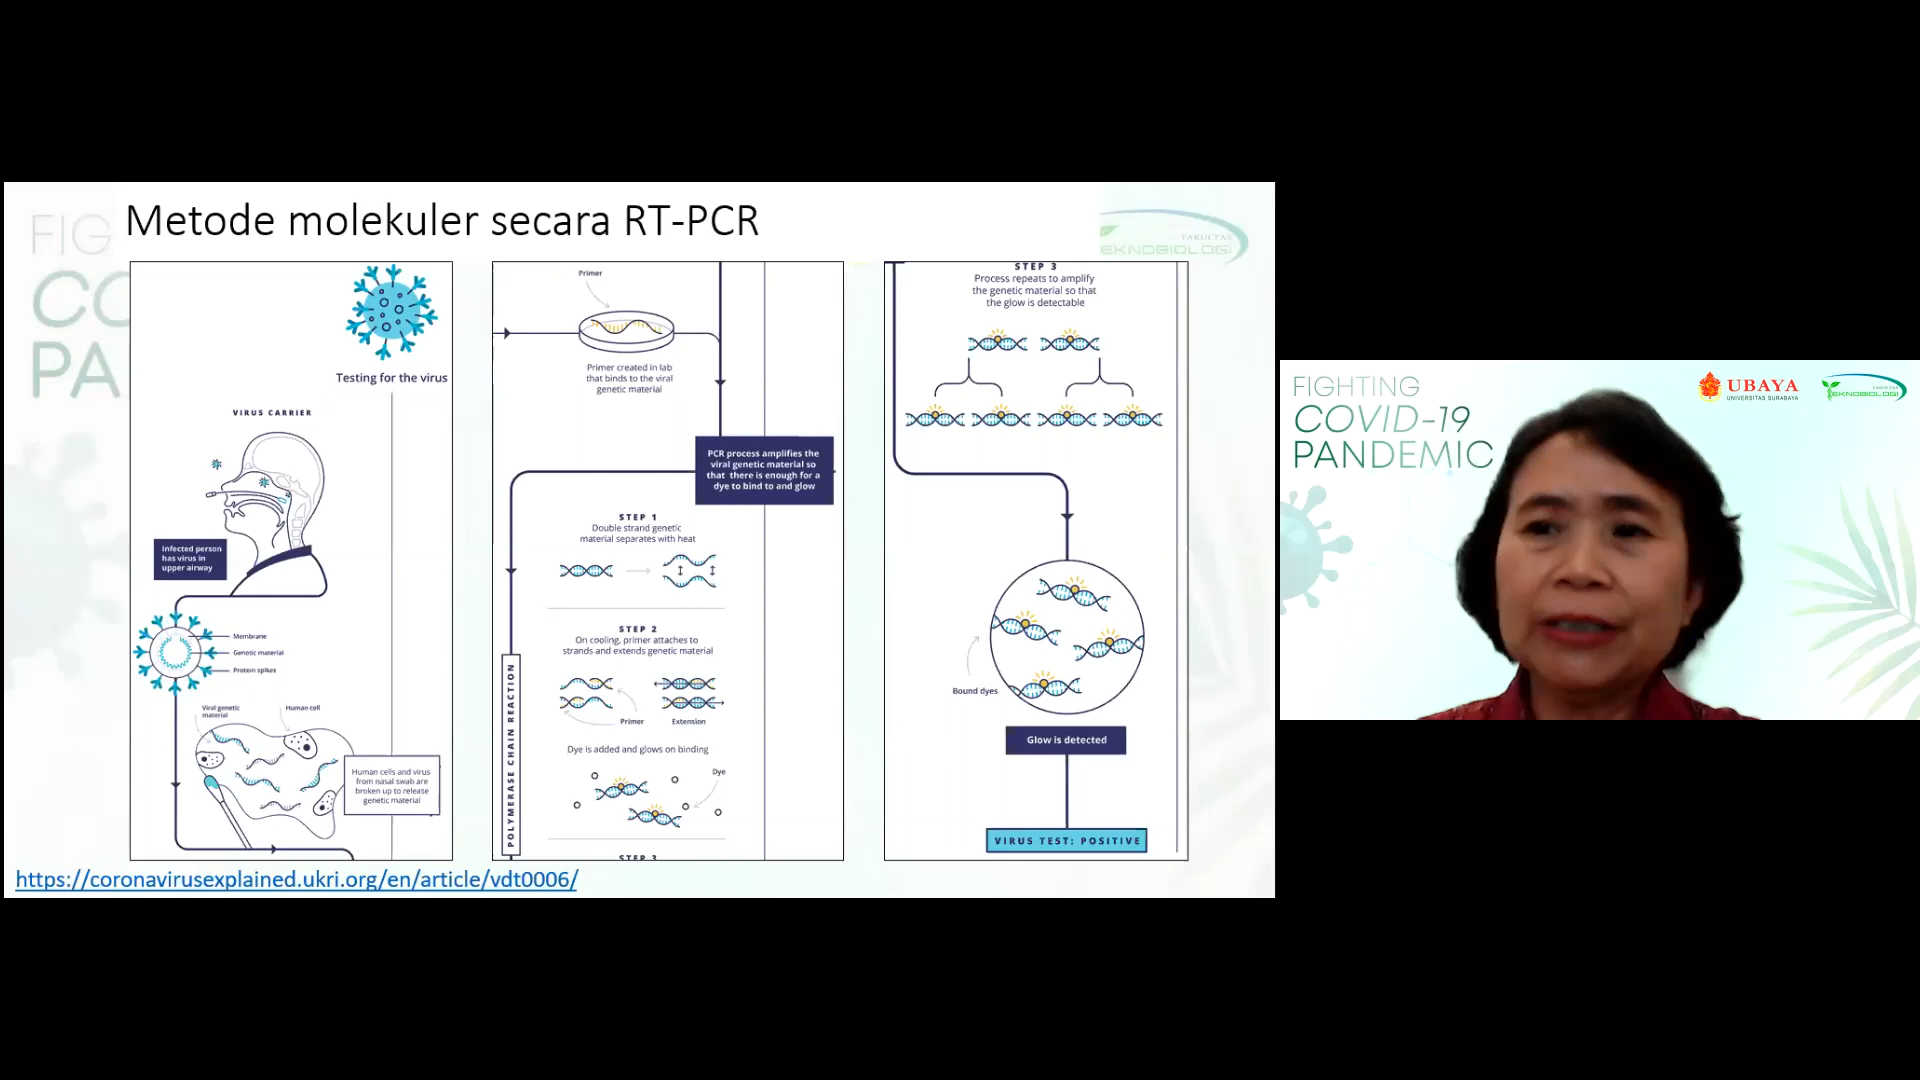 Metode molekuler secara RT-PCR
FIG
CO
PA
FAKULTAS
EKNOBIOLOGI
Testing for the virus
VIRUS CARRIER
Infected person
has virus in
upper airway
Membrane
Genetic material
Protein spikes
Viral genetic
material
Human cell
Human cells and virus
from nasal swab are
broken up to release
genetic material
Primer
Primer created in lab
that binds to the viral
genetic material
PCR process amplifies the
viral genetic material so
that there is enough for a
dye to bind to and glow
POLYMERASE CHAIN REACTION
STEP 1
Double strand genetic
material separates with heat
STEP 2
On cooling, primer attaches to
strands and extends genetic material
Primer
Extension
Dye is added and glows on binding
Dye
STEP 3
STEP 3
Process repeats to amplify
the genetic material so that
the glow is detectable
Bound dyes
Glow is detected
VIRUS TEST: POSITIVE
https://coronavirusexplained.ukri.org/en/article/vdt0006/
FIGHTING
COVID-19
PANDEMIC
UBAYA
UNIVERSITAS SURABAYA
FAKULTAS
TEKNOBIOLOGI